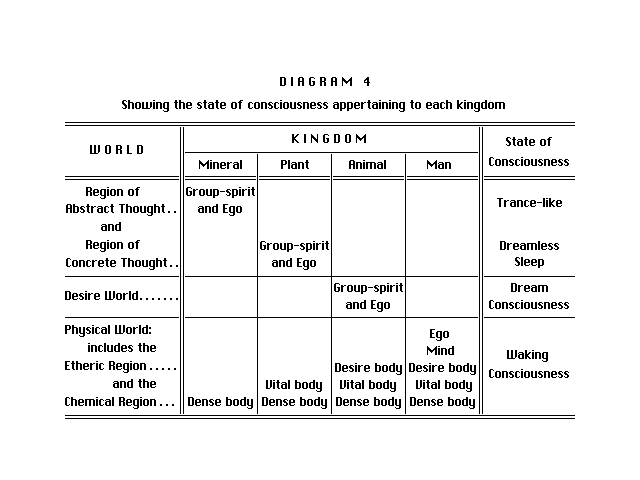 DIAGRAM 4
Showing the state of consciousness appertaining to each kingdom
WORLD
KINGDOM
State of
Consciousness
Mineral Plant Animal Man
Region of
Abstract Thought..
and
Region of
Concrete Thought..
Group-spirit
and Ego
Group-spirit
and Ego
Trance-like
Dreamless
Sleep
Desire World.......
Group-spirit
and Ego
Dream
Consciousness
Physical World:
includes the
Etheric Region.....
and the
Chemical Region...
Dense body
Vital body
Dense body
Desire body
Vital body
Dense body
Ego
Mind
Desire body
Vital body
Dense body
Waking
Consciousness